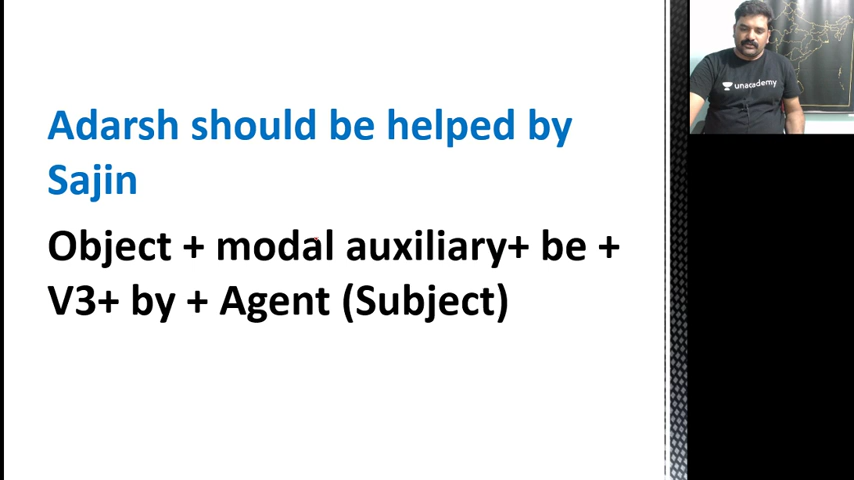 Adarsh should be helped by
Sajin
Object + modal auxiliary+ be +
V3+ by + Agent (Subject)
unacademy